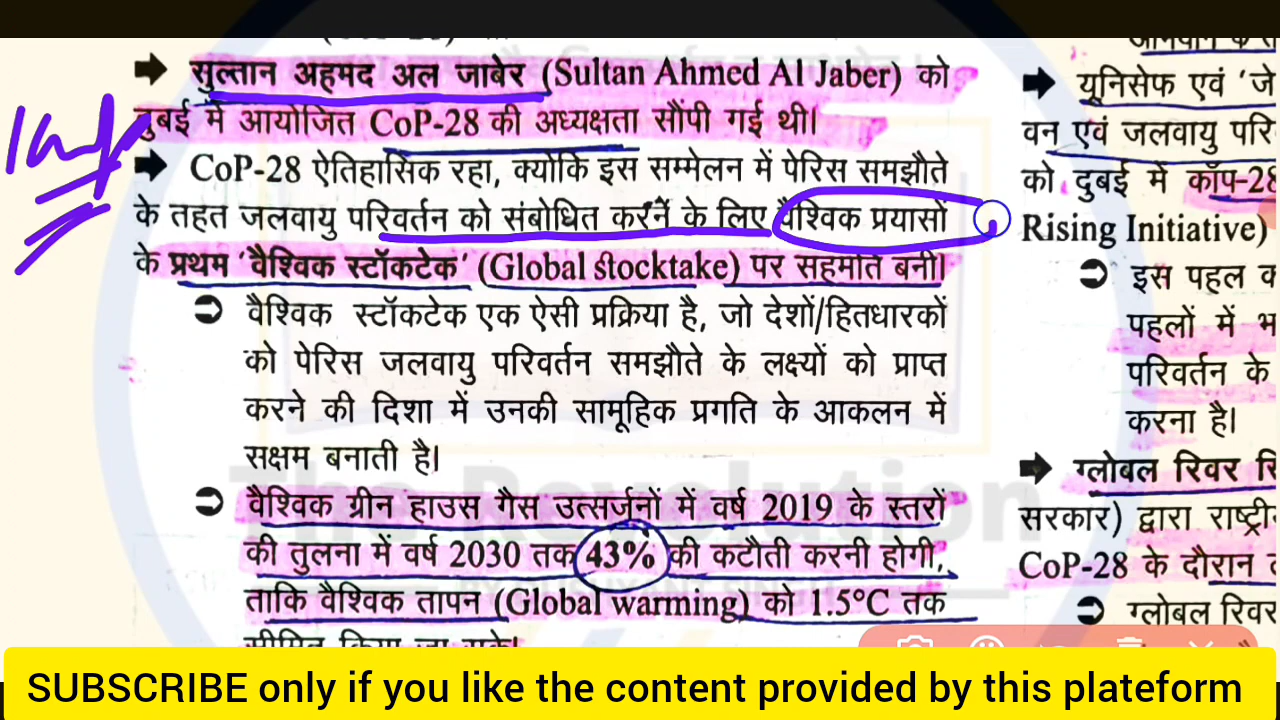 ➡ सुल्तान अहमद अल जाबेर (Sultan Ahmed Al Jaber) को
दुबई में आयोजित CoP-28 की अध्यक्षता सौंपी गई थी।
➡ CoP-28 ऐतिहासिक रहा, क्योंकि इस सम्मेलन में पेरिस समझौते
के तहत जलवायु परिवर्तन को संबोधित करने के लिए वैश्विक प्रयासों
के प्रथम 'वैश्विक स्टॉकटेक' (Global stocktake) पर सहमति बनी।
वैश्विक स्टॉकटेक एक ऐसी प्रक्रिया है, जो देशों/हितधारकों
को पेरिस जलवायु परिवर्तन समझौते के लक्ष्यों को प्राप्त
करने की दिशा में उनकी सामूहिक प्रगति के आकलन में
सक्षम बनाती है।
वैश्विक ग्रीन हाउस गैस उत्सर्जनों में वर्ष 2019 के स्तरों
की तुलना में वर्ष 2030 तक 43% की कटौती करनी होगी,
ताकि वैश्विक तापन (Global warming) को 1.5°C तक
सीमित किया जा सके।
➡ यूनिसेफ एवं 'जे
वन एवं जलवायु परि
को दुबई में कॉप-28
Rising Initiative)
इस पहल क
पहलों में भ
परिवर्तन के
करना है।
➡ ग्लोबल रिवर सि
सरकार) द्वारा राष्ट्री
CoP-28 के दौरान
ग्लोबल रिवर
The Revolution
SUBSCRIBE only if you like the content provided by this plateform